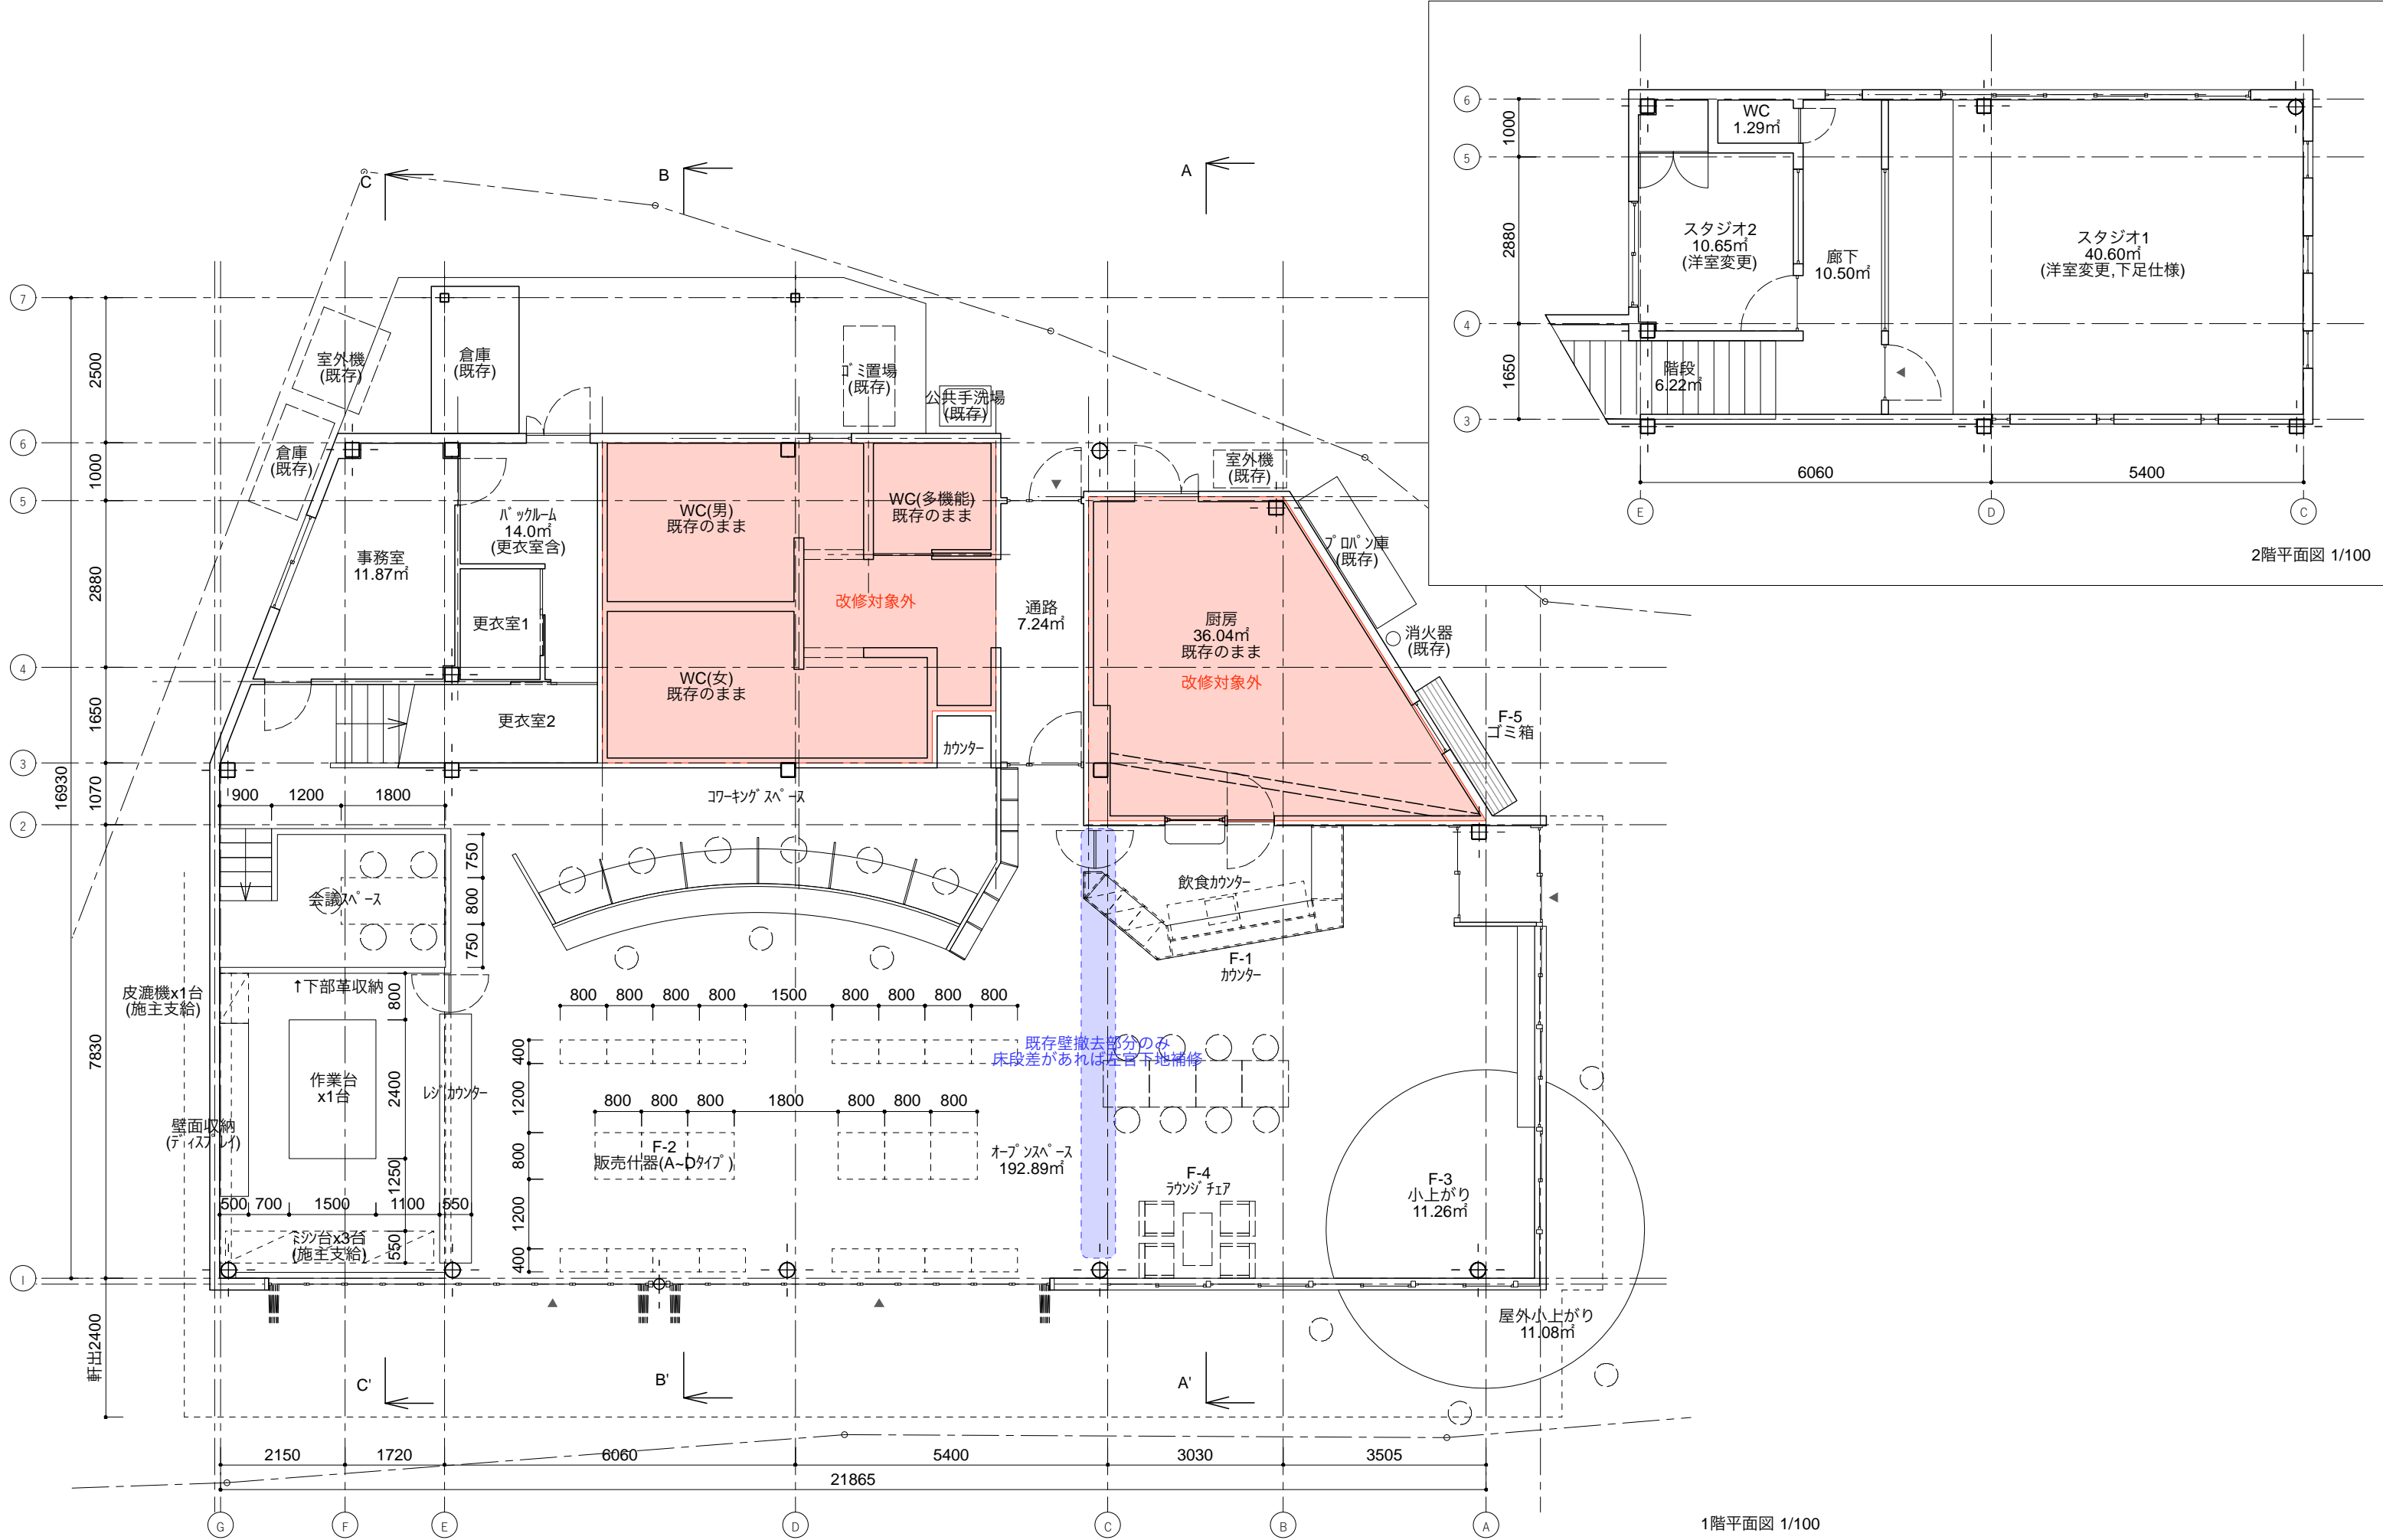 6
5
4
3
1000
2880
1650
WC
1.29㎡
スタジオ2
10.65㎡
(洋室変更)
廊下
10.50㎡
スタジオ1
40.60㎡
(洋室変更,下足仕様)
階段
6.22㎡
6060
5400
E
D
C
2階平面図 1/100
C
B
A
7
6
5
4
3
2
1
2500
1000
2880
1650
1070
7830
16930
軒出2400
室外機
(既存)
倉庫
(既存)
倉庫
(既存)
ゴミ置場
(既存)
公共手洗場
(既存)
室外機
(既存)
プロパン庫
(既存)
消火器
(既存)
F-5
ゴミ箱
事務室
11.87㎡
バックルーム
14.0㎡
(更衣室含)
更衣室1
更衣室2
WC(男)
既存のまま
WC(多機能)
既存のまま
改修対象外
WC(女)
既存のまま
カウンター
通路
7.24㎡
厨房
36.04㎡
既存のまま
改修対象外
900
1200
1800
コワーキングスペース
750
800
750
会議スペース
飲食カウンター
F-1
カウンター
皮漉機x1台
(施主支給)
↑下部革収納
800
2400
1250
550
作業台
x1台
レジカウンター
壁面収納
(ディスプレイ)
500
700
1500
1100
550
ミシン台x3台
(施主支給)
800
800
800
800
1500
800
800
800
800
400
1200
800
1200
400
800
800
800
1800
800
800
800
F-2
販売什器(A~Dタイプ)
既存壁撤去部分のみ
床段差があれば左官下地補修
オープンスペース
192.89㎡
F-4
ラウンジチェア
F-3
小上がり
11.26㎡
屋外小上がり
11.08㎡
C'
B'
A'
2150
1720
6060
5400
3030
3505
21865
G
F
E
D
C
B
A
1階平面図 1/100